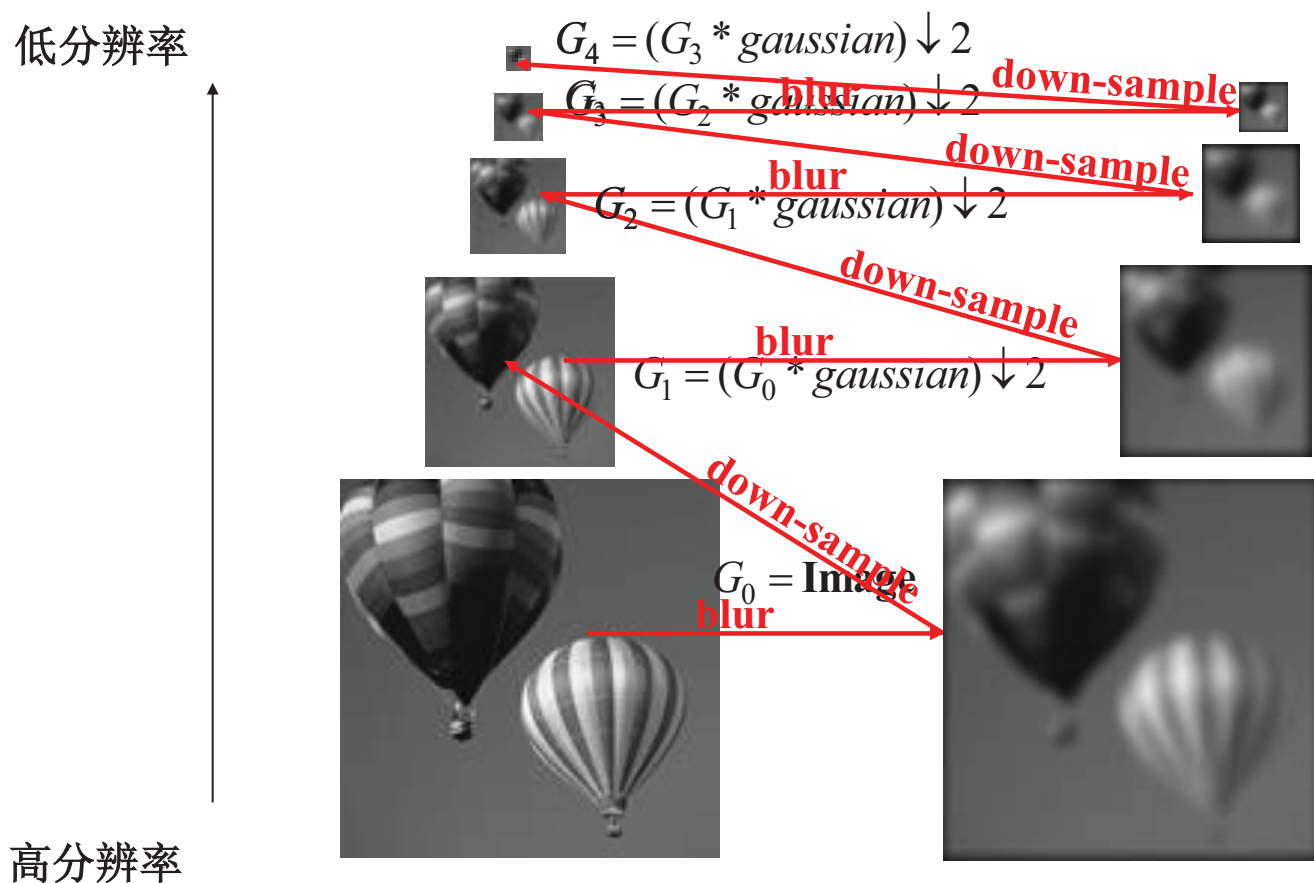 低分辨率
G₄ = (G₃ * gaussian) ↓ 2
down-sample
blur
G₃ = (G₂ * gaussian) ↓ 2
down-sample
blur
G₂ = (G₁ * gaussian) ↓ 2
down-sample
blur
G₁ = (G₀ * gaussian) ↓ 2
down-sample
G₀ = Image
blur
高分辨率